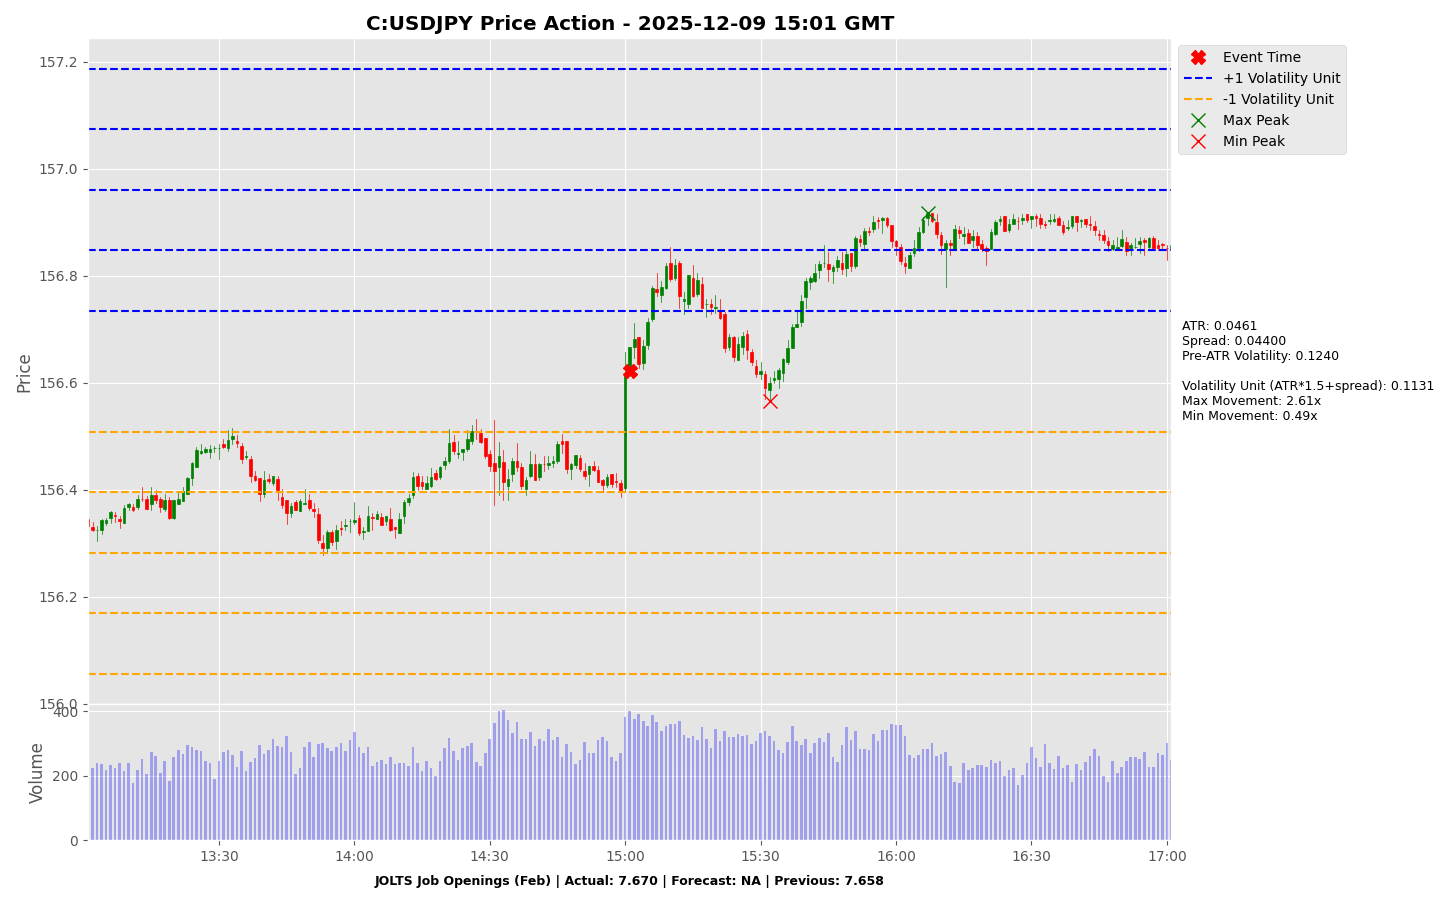 C:USDJPY Price Action - 2025-12-09 15:01 GMT
Event Time
+1 Volatility Unit
-1 Volatility Unit
Max Peak
Min Peak
157.2
157.0
156.8
156.6
156.4
156.2
156.0
Price
ATR: 0.0461
Spread: 0.04400
Pre-ATR Volatility: 0.1240
Volatility Unit (ATR*1.5+spread): 0.1131
Max Movement: 2.61x
Min Movement: 0.49x
400
200
0
Volume
13:30
14:00
14:30
15:00
15:30
16:00
16:30
17:00
JOLTS Job Openings (Feb) | Actual: 7.670 | Forecast: NA | Previous: 7.658